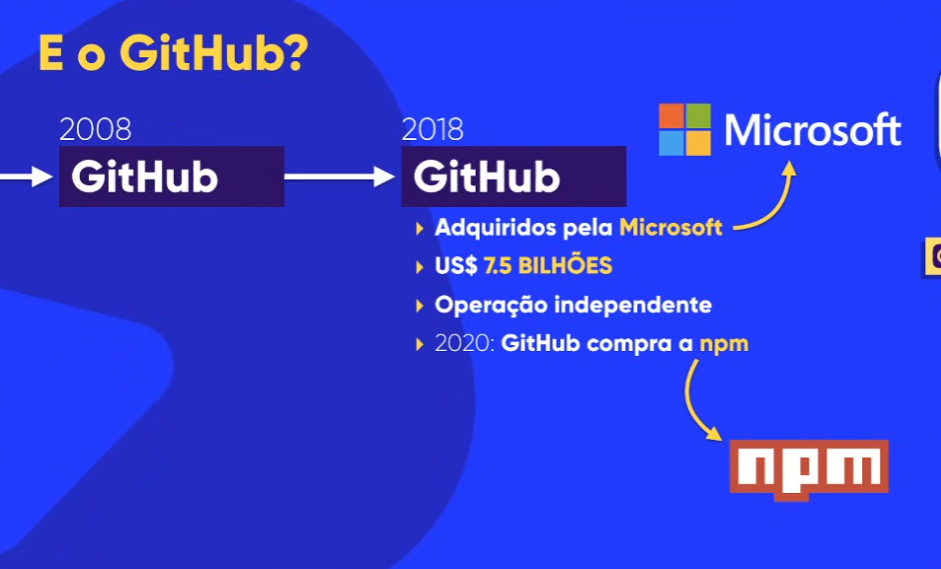 E o GitHub?
2008
GitHub
2018
GitHub
Microsoft
Adquiridos pela Microsoft
US$ 7.5 BILHÕES
Operação independente
2020: GitHub compra a npm
npm